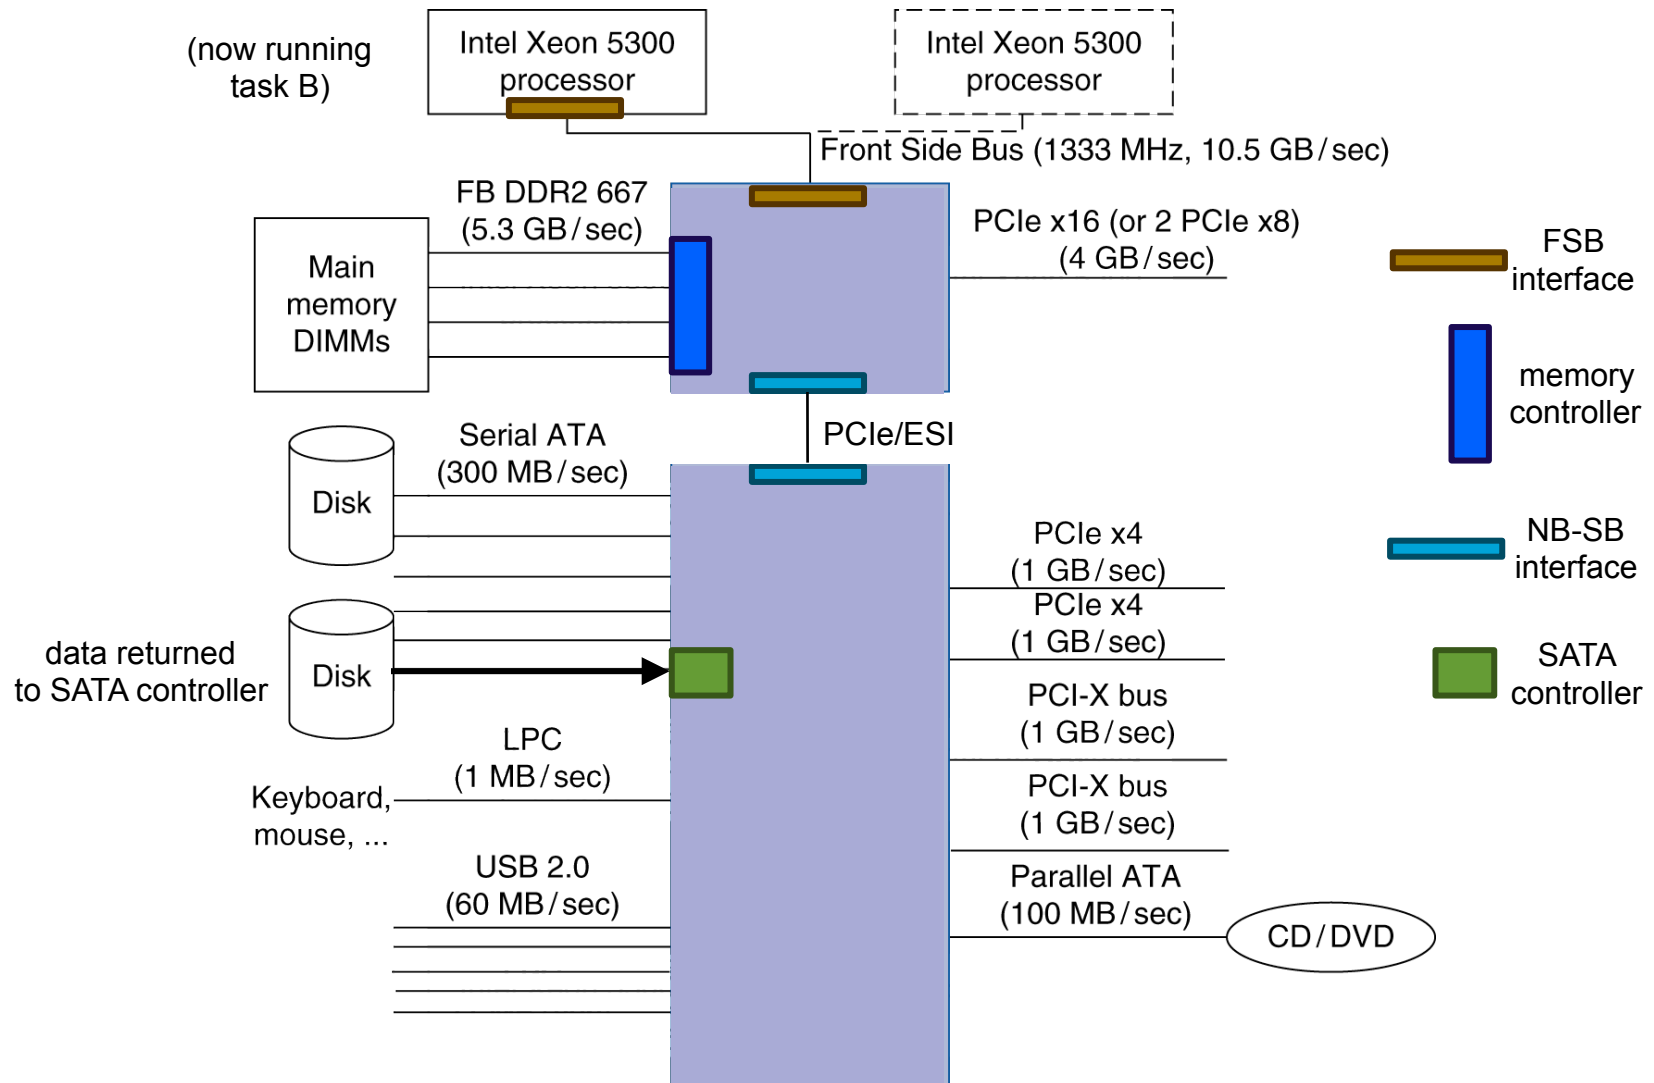 (now running
task B)
Intel Xeon 5300
processor
Intel Xeon 5300
processor
Front Side Bus (1333 MHz, 10.5 GB/sec)
FB DDR2 667
(5.3 GB/sec)
Main
memory
DIMMs
PCIe x16 (or 2 PCIe x8)
(4 GB/sec)
FSB
interface
memory
controller
Serial ATA
(300 MB/sec)
PCIe/ESI
Disk
PCIe x4
(1 GB/sec)
PCIe x4
(1 GB/sec)
NB-SB
interface
data returned
to SATA controller
Disk
SATA
controller
PCI-X bus
(1 GB/sec)
LPC
(1 MB/sec)
Keyboard,
mouse, ...
PCI-X bus
(1 GB/sec)
USB 2.0
(60 MB/sec)
Parallel ATA
(100 MB/sec)
CD/DVD